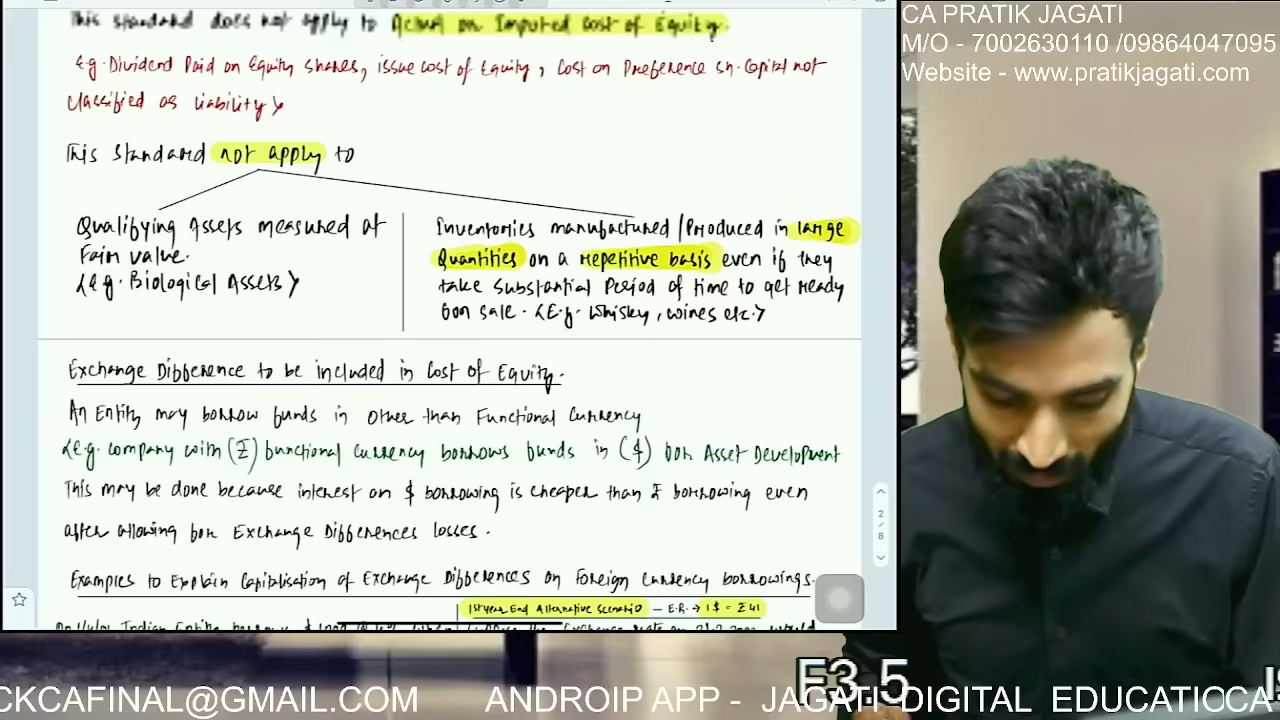 This standard does not apply to Actual or Imputed Cost of Equity.
E.g. Dividend Paid on Equity shares, issue cost of Equity, Cost on Preference sh. Capital not
classified as liability>
This standard not apply to
Qualifying Assets measured at
Fair value.
<e.g. Biological Assets>
Inventories manufactured/Produced in large
Quantities on a repetitive basis even if they
take substantial Period of time to get ready
for sale. <E.g. Whisky, wines etc.>
Exchange Difference to be included in Cost of Equity.
An Entity may borrow funds in Other than Functional Currency
<e.g. company with (₹) functional currency borrows funds in ($) for Asset Development
This may be done because interest on $ borrowing is cheaper than ₹ borrowing even
after allowing for Exchange Differences losses.
Examples to Explain Capitalisation of Exchange Differences on Foreign Currency borrowings.
1st year End Alternative Scenario – E.R. → 1$ = ₹41
2
/
8
CA PRATIK JAGATI
M/O - 7002630110 /09864047095
Website - www.pratikjagati.com
F3.5
CKCAFINAL@GMAIL.COM ANDROIP APP - JAGATI DIGITAL EDUCATIO
CA